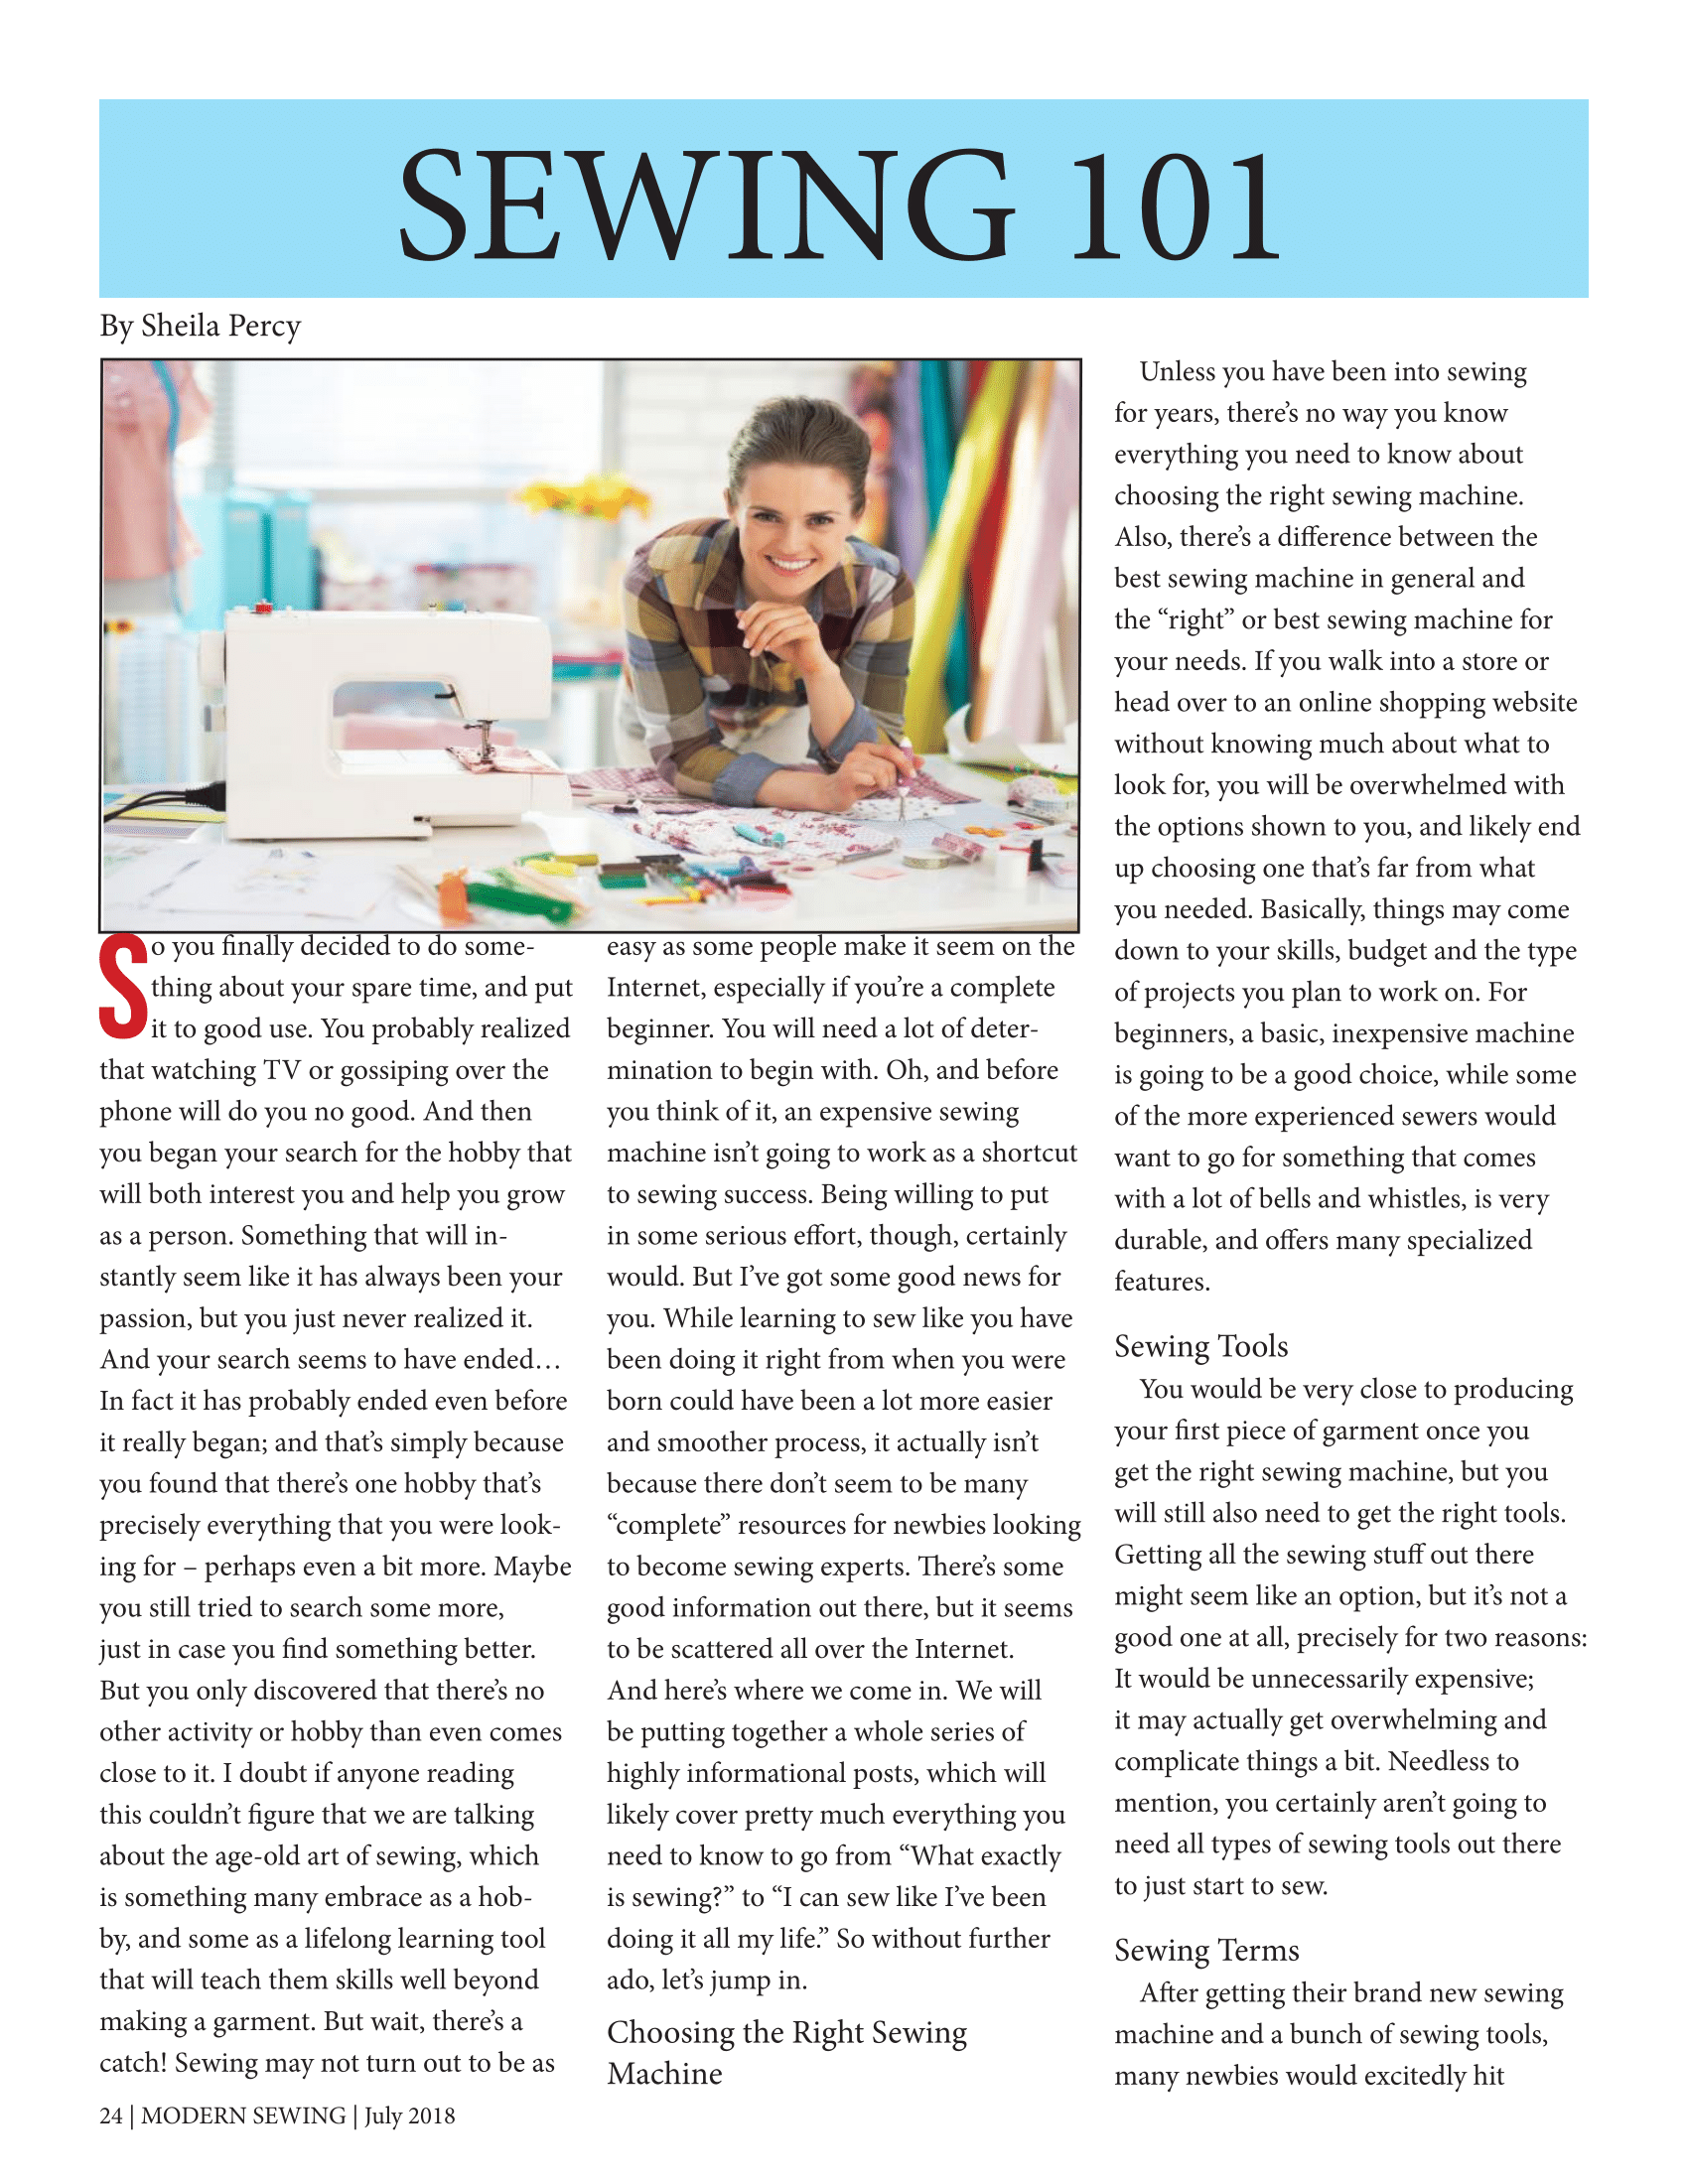 SEWING 101
By Sheila Percy
So you finally decided to do some-
thing about your spare time, and put
it to good use. You probably realized
that watching TV or gossiping over the
phone will do you no good. And then
you began your search for the hobby that
will both interest you and help you grow
as a person. Something that will in-
stantly seem like it has always been your
passion, but you just never realized it.
And your search seems to have ended…
In fact it has probably ended even before
it really began; and that’s simply because
you found that there’s one hobby that’s
precisely everything that you were look-
ing for – perhaps even a bit more. Maybe
you still tried to search some more,
just in case you find something better.
But you only discovered that there’s no
other activity or hobby than even comes
close to it. I doubt if anyone reading
this couldn’t figure that we are talking
about the age-old art of sewing, which
is something many embrace as a hob-
by, and some as a lifelong learning tool
that will teach them skills well beyond
making a garment. But wait, there’s a
catch! Sewing may not turn out to be as
easy as some people make it seem on the
Internet, especially if you’re a complete
beginner. You will need a lot of deter-
mination to begin with. Oh, and before
you think of it, an expensive sewing
machine isn’t going to work as a shortcut
to sewing success. Being willing to put
in some serious effort, though, certainly
would. But I’ve got some good news for
you. While learning to sew like you have
been doing it right from when you were
born could have been a lot more easier
and smoother process, it actually isn’t
because there don’t seem to be many
“complete” resources for newbies looking
to become sewing experts. There’s some
good information out there, but it seems
to be scattered all over the Internet.
And here’s where we come in. We will
be putting together a whole series of
highly informational posts, which will
likely cover pretty much everything you
need to know to go from “What exactly
is sewing?” to “I can sew like I’ve been
doing it all my life.” So without further
ado, let’s jump in.
Choosing the Right Sewing
Machine
Unless you have been into sewing
for years, there’s no way you know
everything you need to know about
choosing the right sewing machine.
Also, there’s a difference between the
best sewing machine in general and
the “right” or best sewing machine for
your needs. If you walk into a store or
head over to an online shopping website
without knowing much about what to
look for, you will be overwhelmed with
the options shown to you, and likely end
up choosing one that’s far from what
you needed. Basically, things may come
down to your skills, budget and the type
of projects you plan to work on. For
beginners, a basic, inexpensive machine
is going to be a good choice, while some
of the more experienced sewers would
want to go for something that comes
with a lot of bells and whistles, is very
durable, and offers many specialized
features.
Sewing Tools
You would be very close to producing
your first piece of garment once you
get the right sewing machine, but you
will still also need to get the right tools.
Getting all the sewing stuff out there
might seem like an option, but it’s not a
good one at all, precisely for two reasons:
It would be unnecessarily expensive;
it may actually get overwhelming and
complicate things a bit. Needless to
mention, you certainly aren’t going to
need all types of sewing tools out there
to just start to sew.
Sewing Terms
After getting their brand new sewing
machine and a bunch of sewing tools,
many newbies would excitedly hit
24 | MODERN SEWING | July 2018